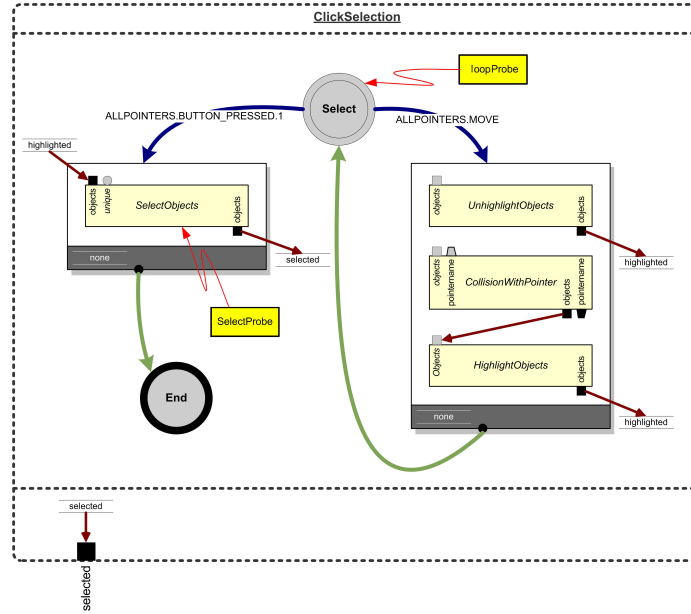 ClickSelection
loopProbe
Select
ALLPOINTERS.BUTTON_PRESSED.1
ALLPOINTERS.MOVE
highlighted
objects
unique
SelectObjects
objects
none
selected
SelectProbe
End
objects
UnhighlightObjects
objects
highlighted
objects
pointername
CollisionWithPointer
objects
pointername
Objects
HighlightObjects
objects
none
highlighted
selected
selected